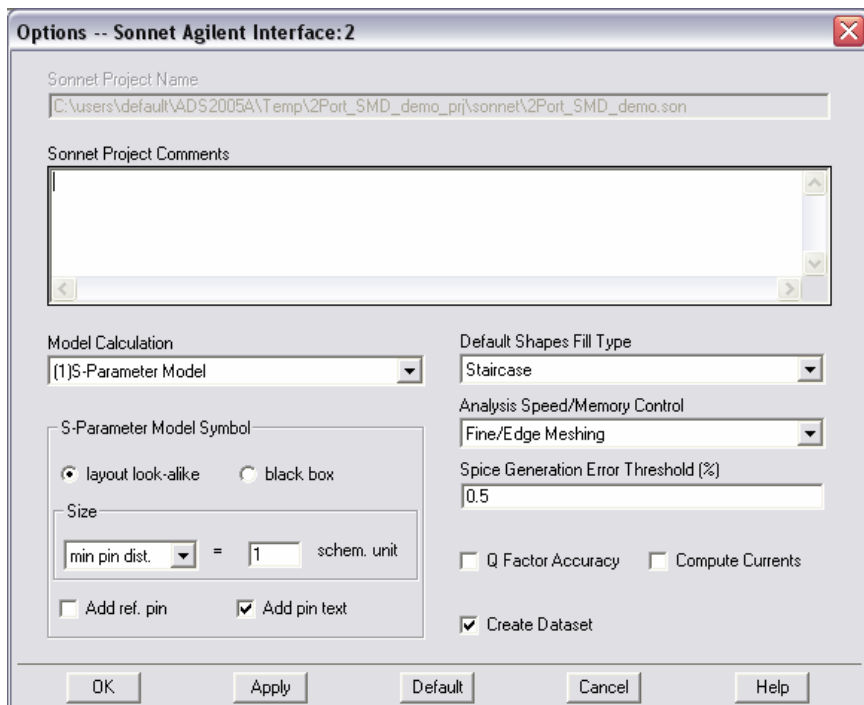 Options -- Sonnet Agilent Interface:2
Sonnet Project Name
C:\users\default\ADS2005A\Temp\2Port_SMD_demo_prj\sonnet\2Port_SMD_demo.son
Sonnet Project Comments
Model Calculation
(1)S-Parameter Model
S-Parameter Model Symbol
layout look-alike
black box
Size
min pin dist.
=
1
schem. unit
Add ref. pin
Add pin text
Default Shapes Fill Type
Staircase
Analysis Speed/Memory Control
Fine/Edge Meshing
Spice Generation Error Threshold (%)
0.5
Q Factor Accuracy
Compute Currents
Create Dataset
OK
Apply
Default
Cancel
Help